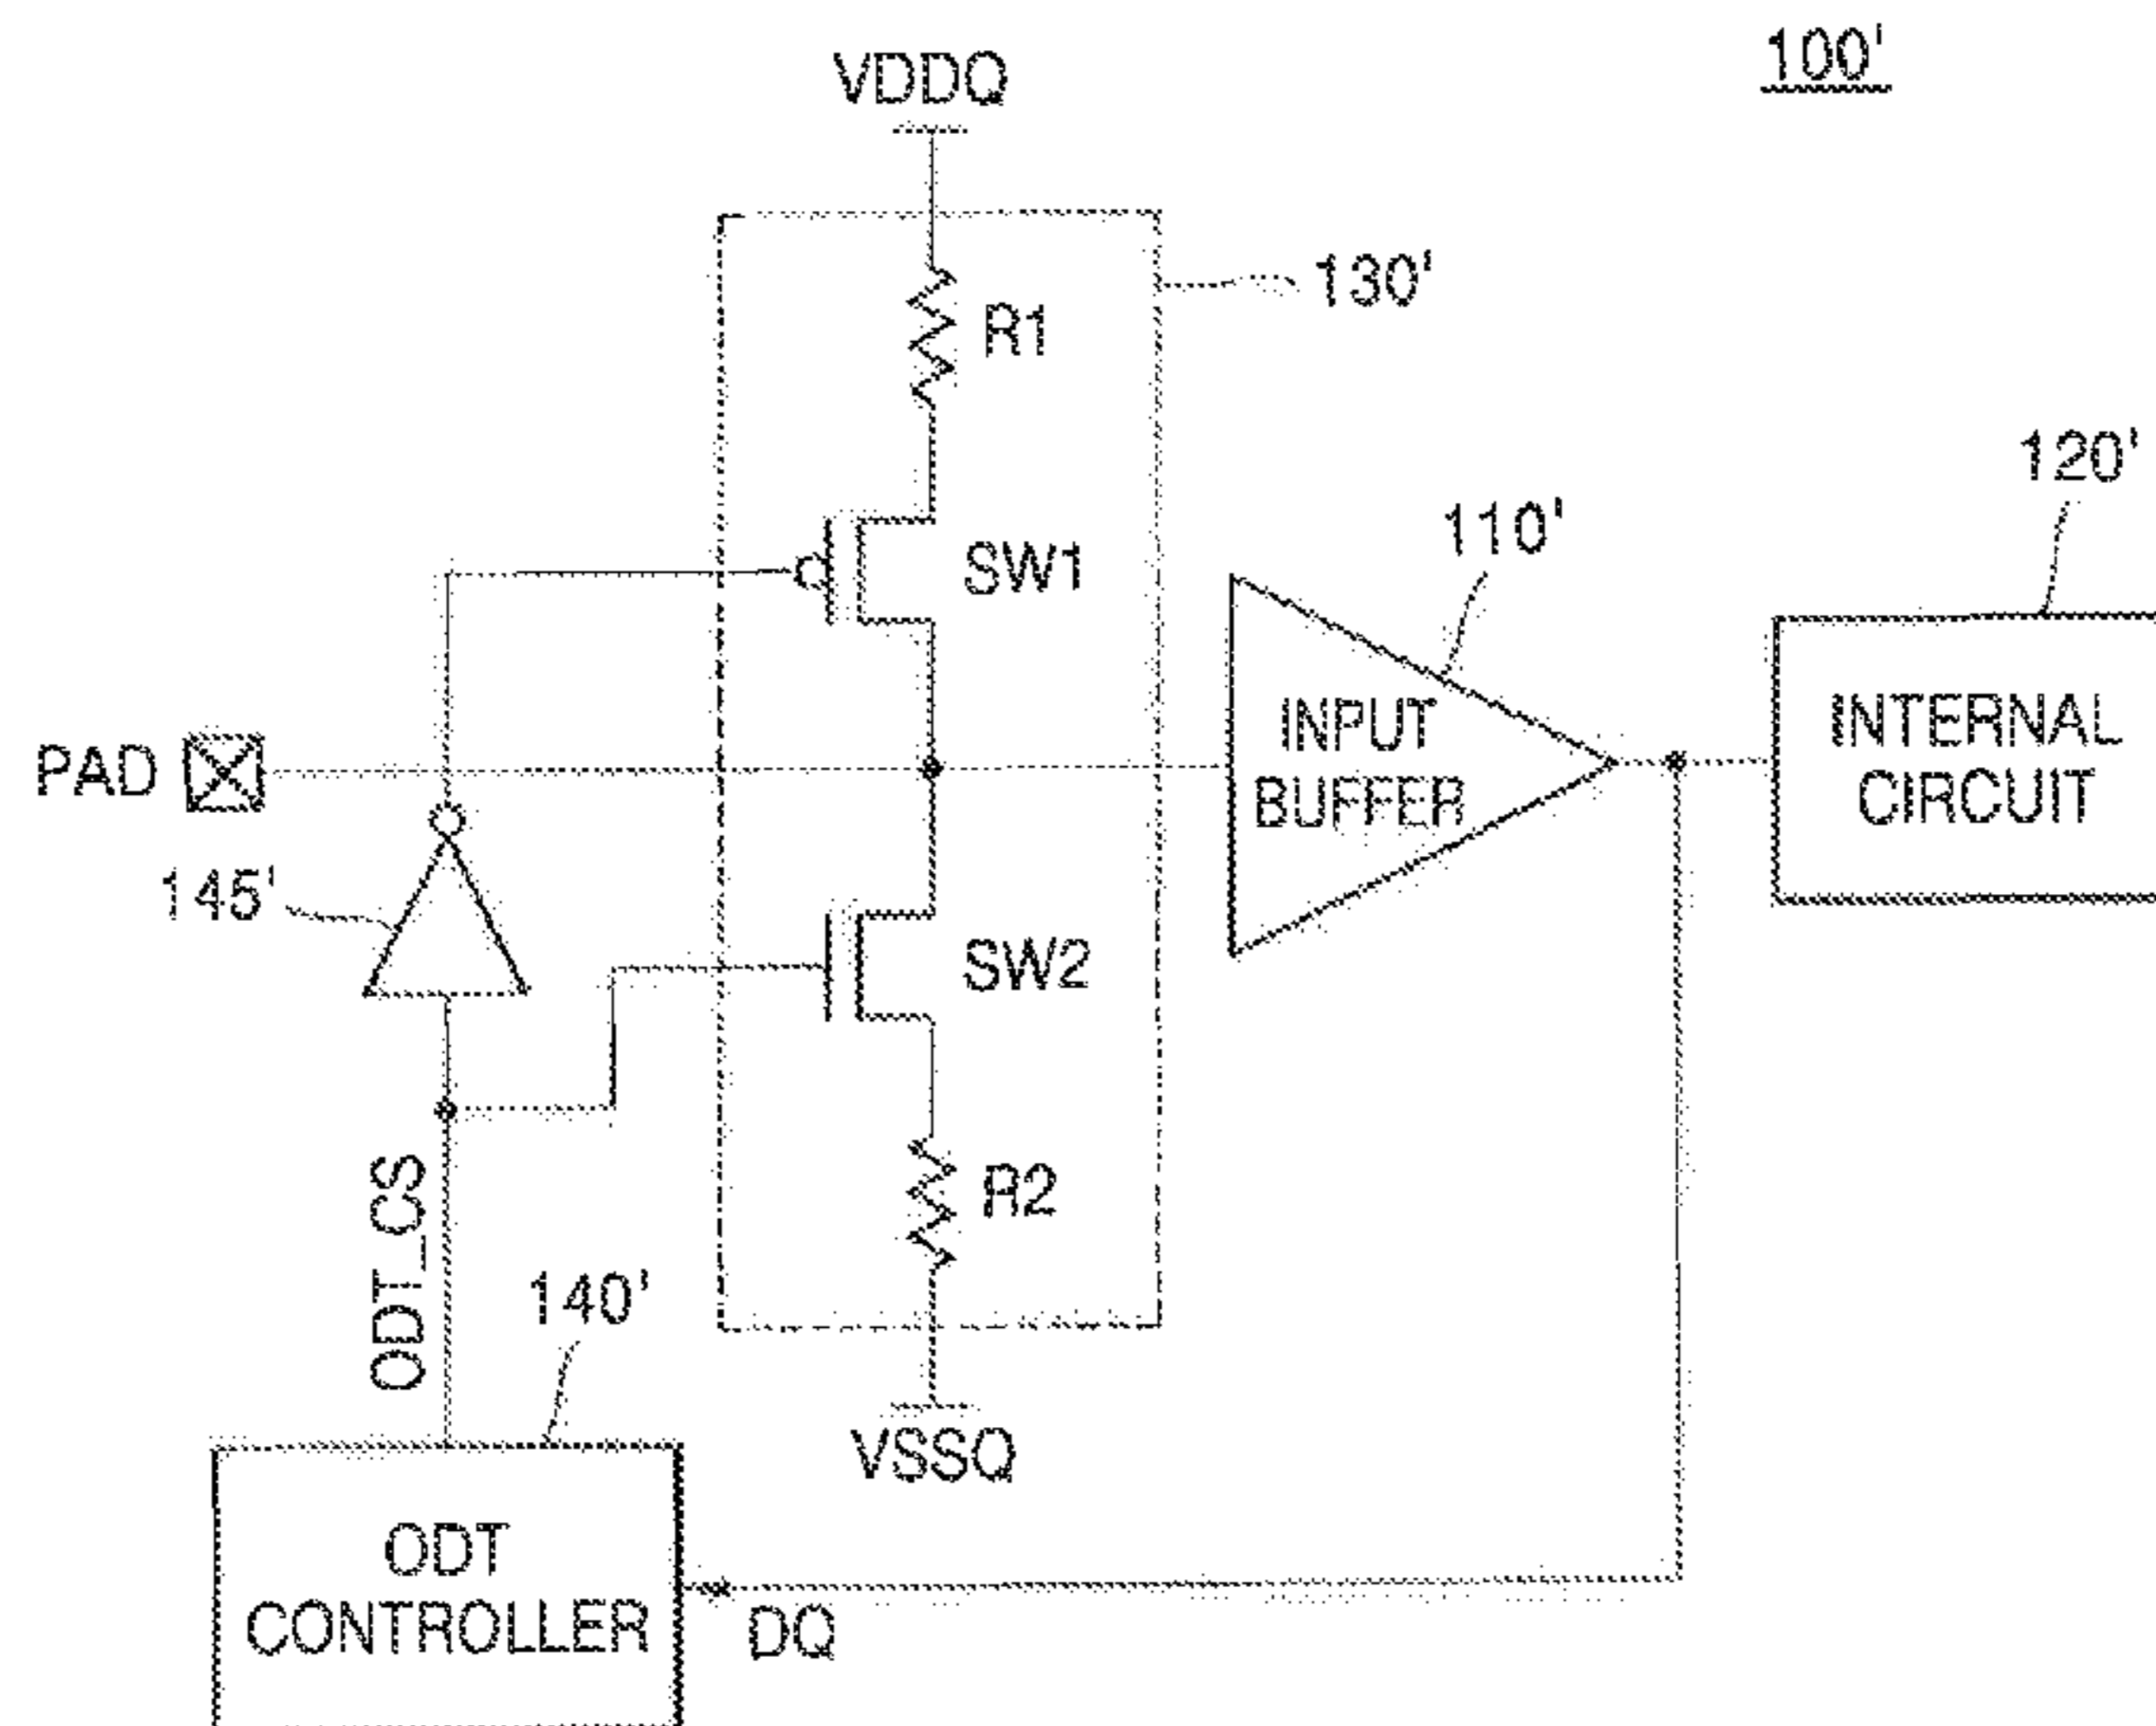 100'
VDDQ
130'
R1
120'
110'
SW1
INPUT
BUFFER
INTERNAL
CIRCUIT
PAD
145'
SW2
R2
ODT_CS
140'
VSSQ
ODT
CONTROLLER
DQ